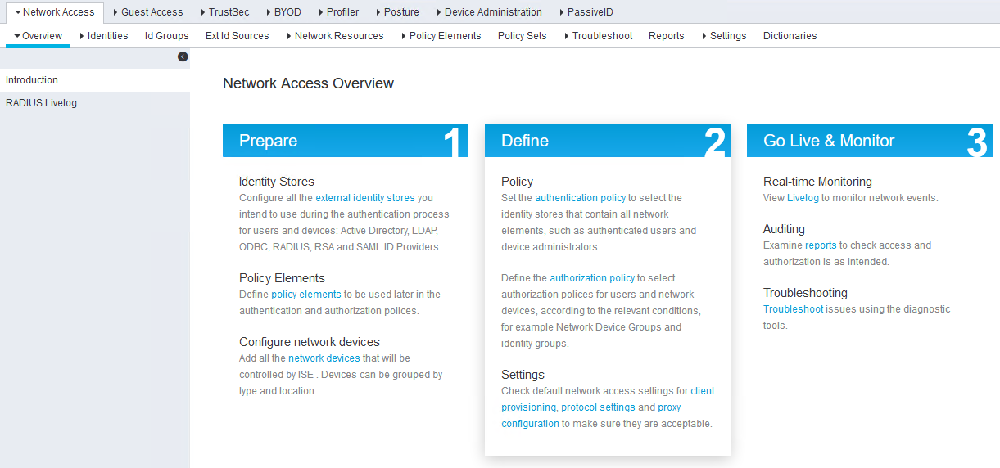 Network Access Guest Access TrustSec BYOD Profiler Posture Device Administration PassiveID
Overview Identities Id Groups Ext Id Sources Network Resources Policy Elements Policy Sets Troubleshoot Reports Settings Dictionaries
Introduction
RADIUS Livelog
Network Access Overview
Prepare 1
Identity Stores
Configure all the external identity stores you
intend to use during the authentication process
for users and devices: Active Directory, LDAP,
ODBC, RADIUS, RSA and SAML ID Providers.
Policy Elements
Define policy elements to be used later in the
authentication and authorization polices.
Configure network devices
Add all the network devices that will be
controlled by ISE . Devices can be grouped by
type and location.
Define 2
Policy
Set the authentication policy to select the
identity stores that contain all network
elements, such as authenticated users and
device administrators.
Define the authorization policy to select
authorization polices for users and network
devices, according to the relevant conditions,
for example Network Device Groups and
identity groups.
Settings
Check default network access settings for client
provisioning, protocol settings and proxy
configuration to make sure they are acceptable.
Go Live & Monitor 3
Real-time Monitoring
View Livelog to monitor network events.
Auditing
Examine reports to check access and
authorization is as intended.
Troubleshooting
Troubleshoot issues using the diagnostic
tools.